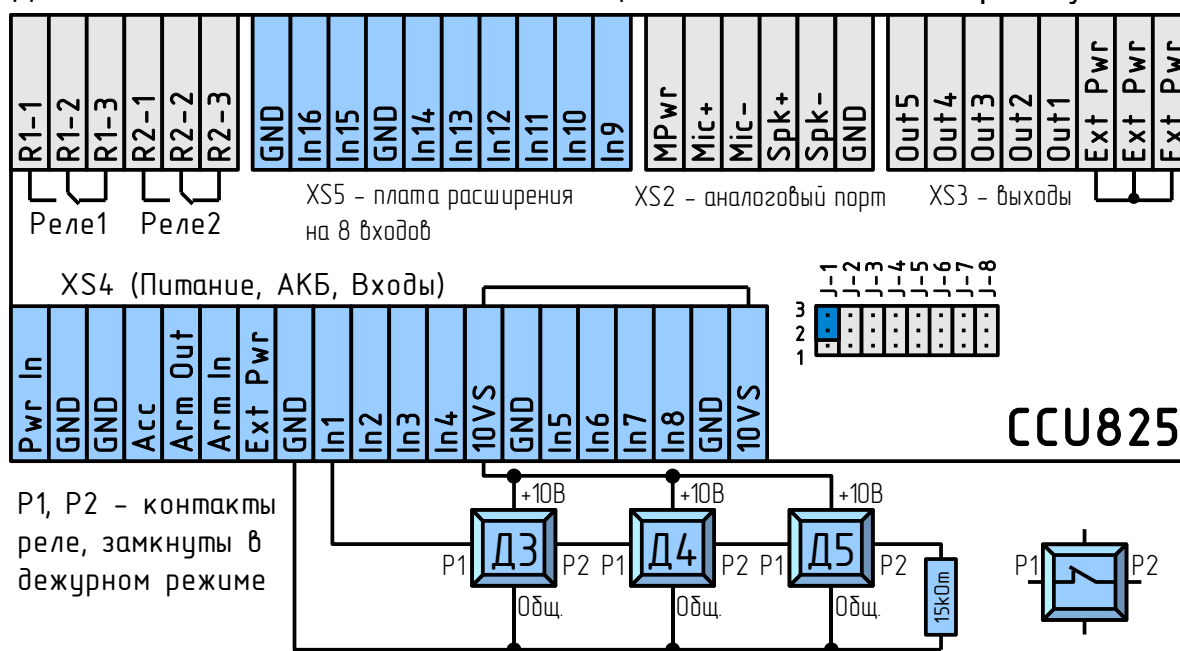 R1-1 R1-2 R1-3 R2-1 R2-2 R2-3
GND In16 In15 GND In14 In13 In12 In11 In10 In9
MPwr Mic+ Mic- Spk+ Spk- GND
Out5 Out4 Out3 Out2 Out1 Ext Pwr Ext Pwr Ext Pwr
Реле1 Реле2
XS5 - плата расширения
на 8 входов
XS2 - аналоговый порт
XS3 - выходы
XS4 (Питание, АКБ, Входы)
J-1 J-2 J-3 J-4 J-5 J-6 J-7 J-8
3
2
1
Pwr In GND GND Acc Arm Out Arm In Ext Pwr GND In1 In2 In3 In4 10VS GND In5 In6 In7 In8 GND 10VS
CCU825
P1, P2 - контакты
реле, замкнуты в
дежурном режиме
+10В +10В +10В
P1 Д3 P2 P1 Д4 P2 P1 Д5 P2
Общ. Общ. Общ.
15кОm
P1 P2